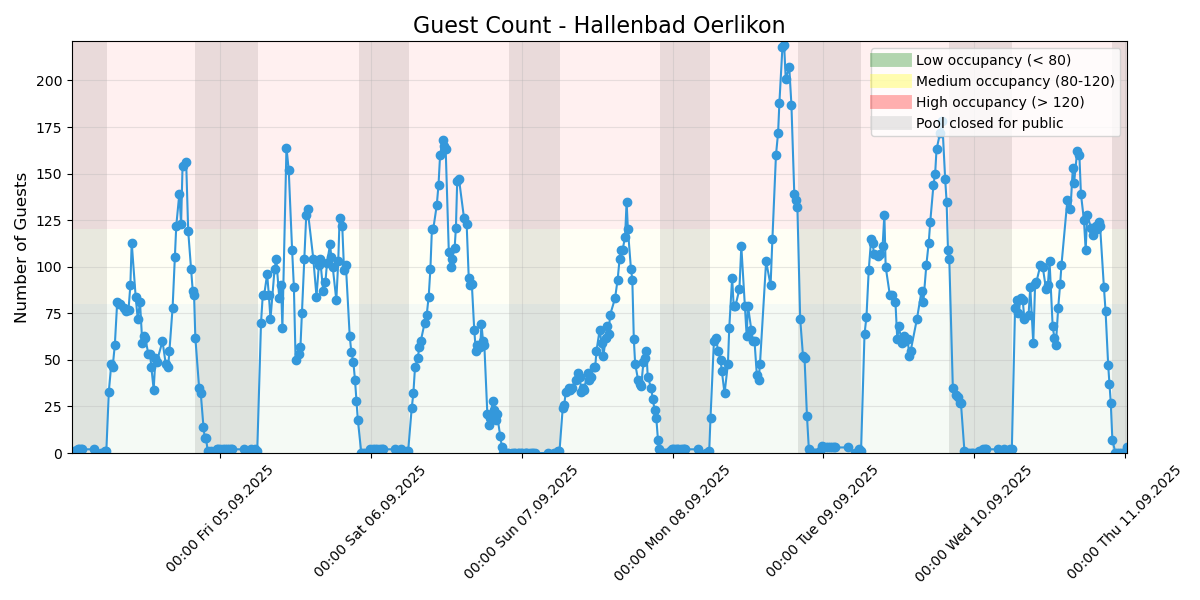 Guest Count - Hallenbad Oerlikon
Number of Guests
200
175
150
125
100
75
50
25
0
Low occupancy (< 80)
Medium occupancy (80-120)
High occupancy (> 120)
Pool closed for public
00:00 Fri 05.09.2025
00:00 Sat 06.09.2025
00:00 Sun 07.09.2025
00:00 Mon 08.09.2025
00:00 Tue 09.09.2025
00:00 Wed 10.09.2025
00:00 Thu 11.09.2025